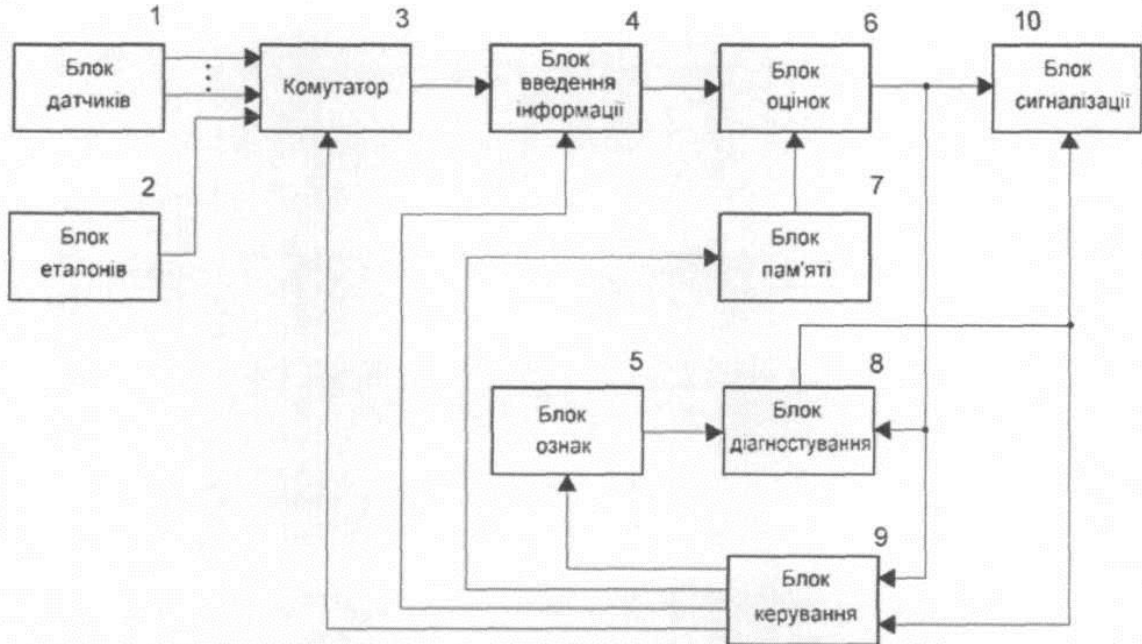 1
Блок
датчиків
3
Комутатор
4
Блок
введення
інформації
6
Блок
оцінок
10
Блок
сигналізації
2
Блок
еталонів
7
Блок
пам'яті
5
Блок
ознак
8
Блок
діагностування
9
Блок
керування